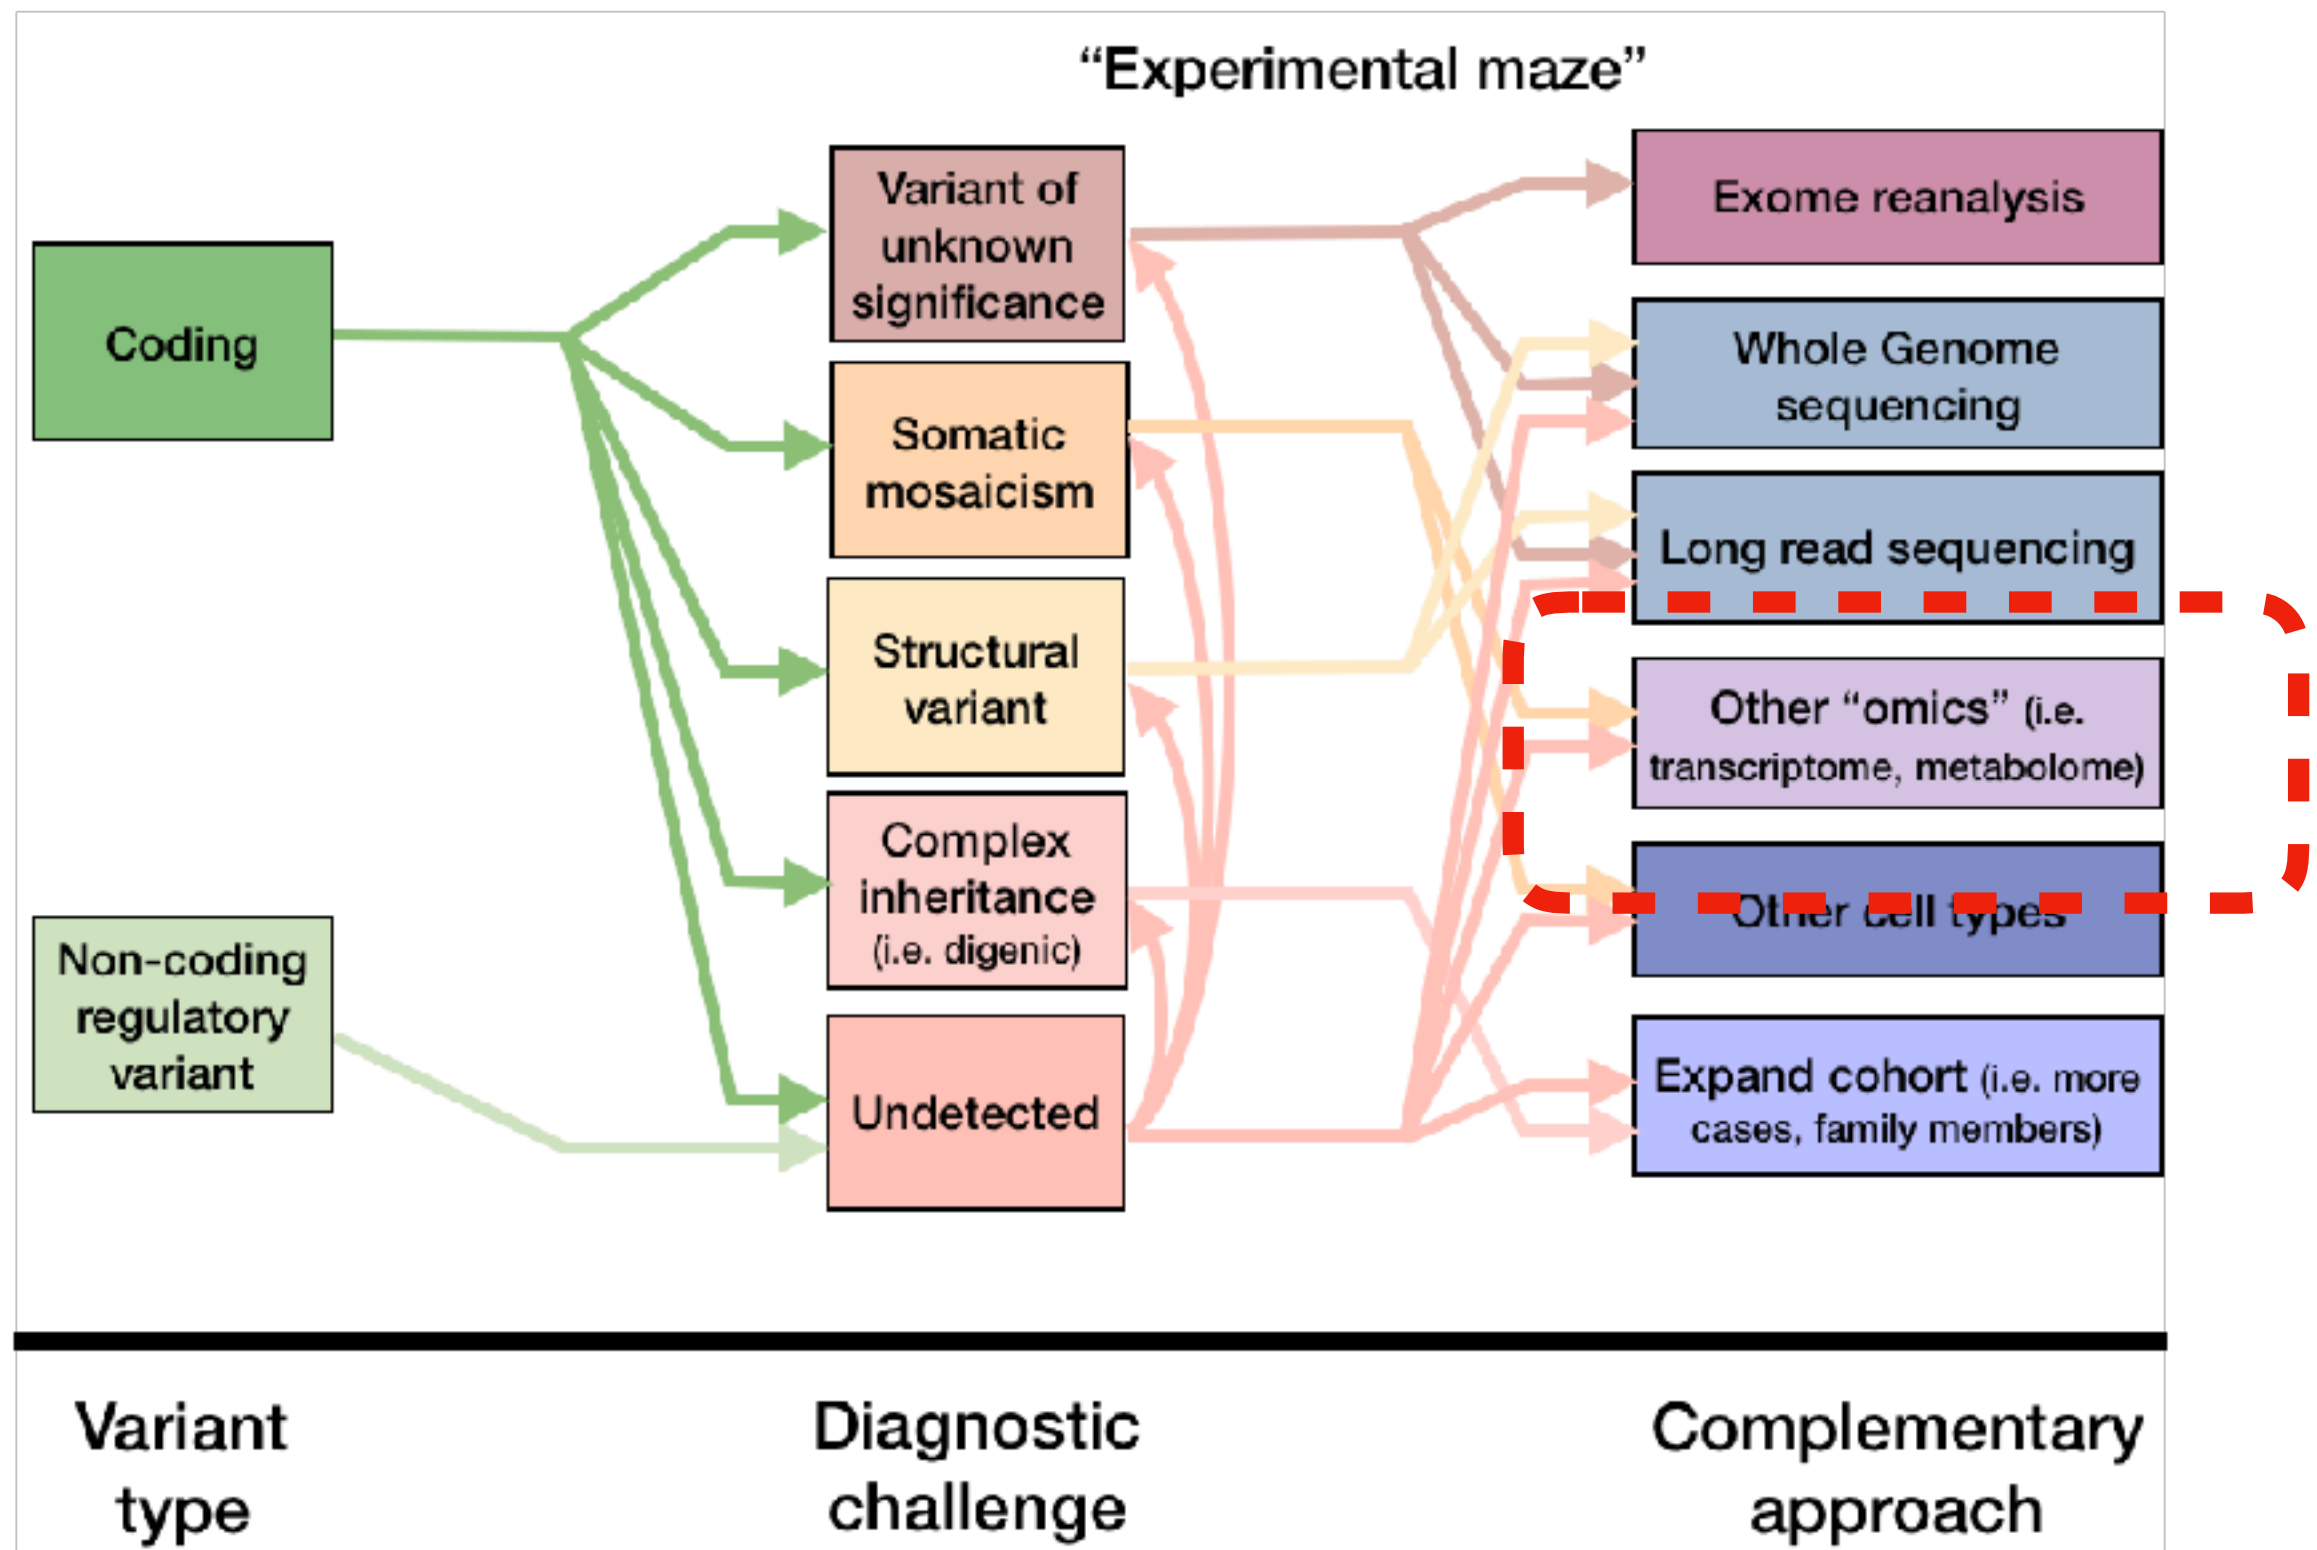 “Experimental maze”
Coding
Non-coding
regulatory
variant
Variant of
unknown
significance
Somatic
mosaicism
Structural
variant
Complex
inheritance
(i.e. digenic)
Undetected
Exome reanalysis
Whole Genome
sequencing
Long read sequencing
Other “omics” (i.e.
transcriptome, metabolome)
Other cell types
Expand cohort (i.e. more
cases, family members)
Variant
type
Diagnostic
challenge
Complementary
approach